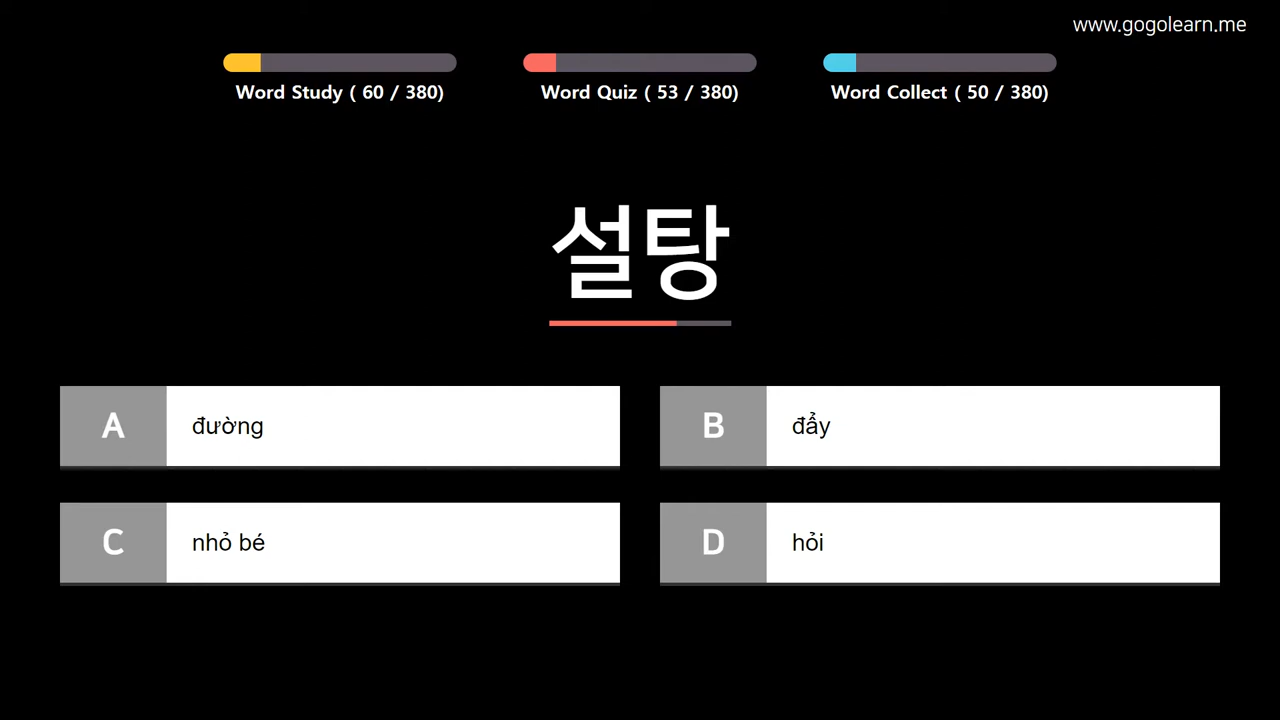 www.gogolearn.me
Word Study ( 60 / 380)
Word Quiz ( 53 / 380)
Word Collect ( 50 / 380)
설탕
A
đường
B
đẩy
C
nhỏ bé
D
hỏi